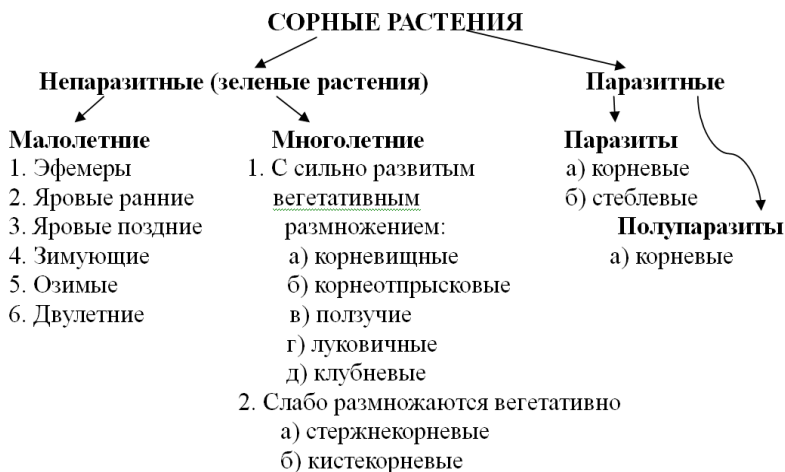 СОРНЫЕ РАСТЕНИЯ
Непаразитные (зеленые растения)
Паразитные
Малолетние
1. Эфемеры
2. Яровые ранние
3. Яровые поздние
4. Зимующие
5. Озимые
6. Двулетние
Многолетние
1. С сильно развитым
вегетативным
размножением:
а) корневищные
б) корнеотпрысковые
в) ползучие
г) луковичные
д) клубневые
2. Слабо размножаются вегетативно
а) стержнекорневые
б) кистекорневые
Паразиты
а) корневые
б) стеблевые
Полупаразиты
а) корневые